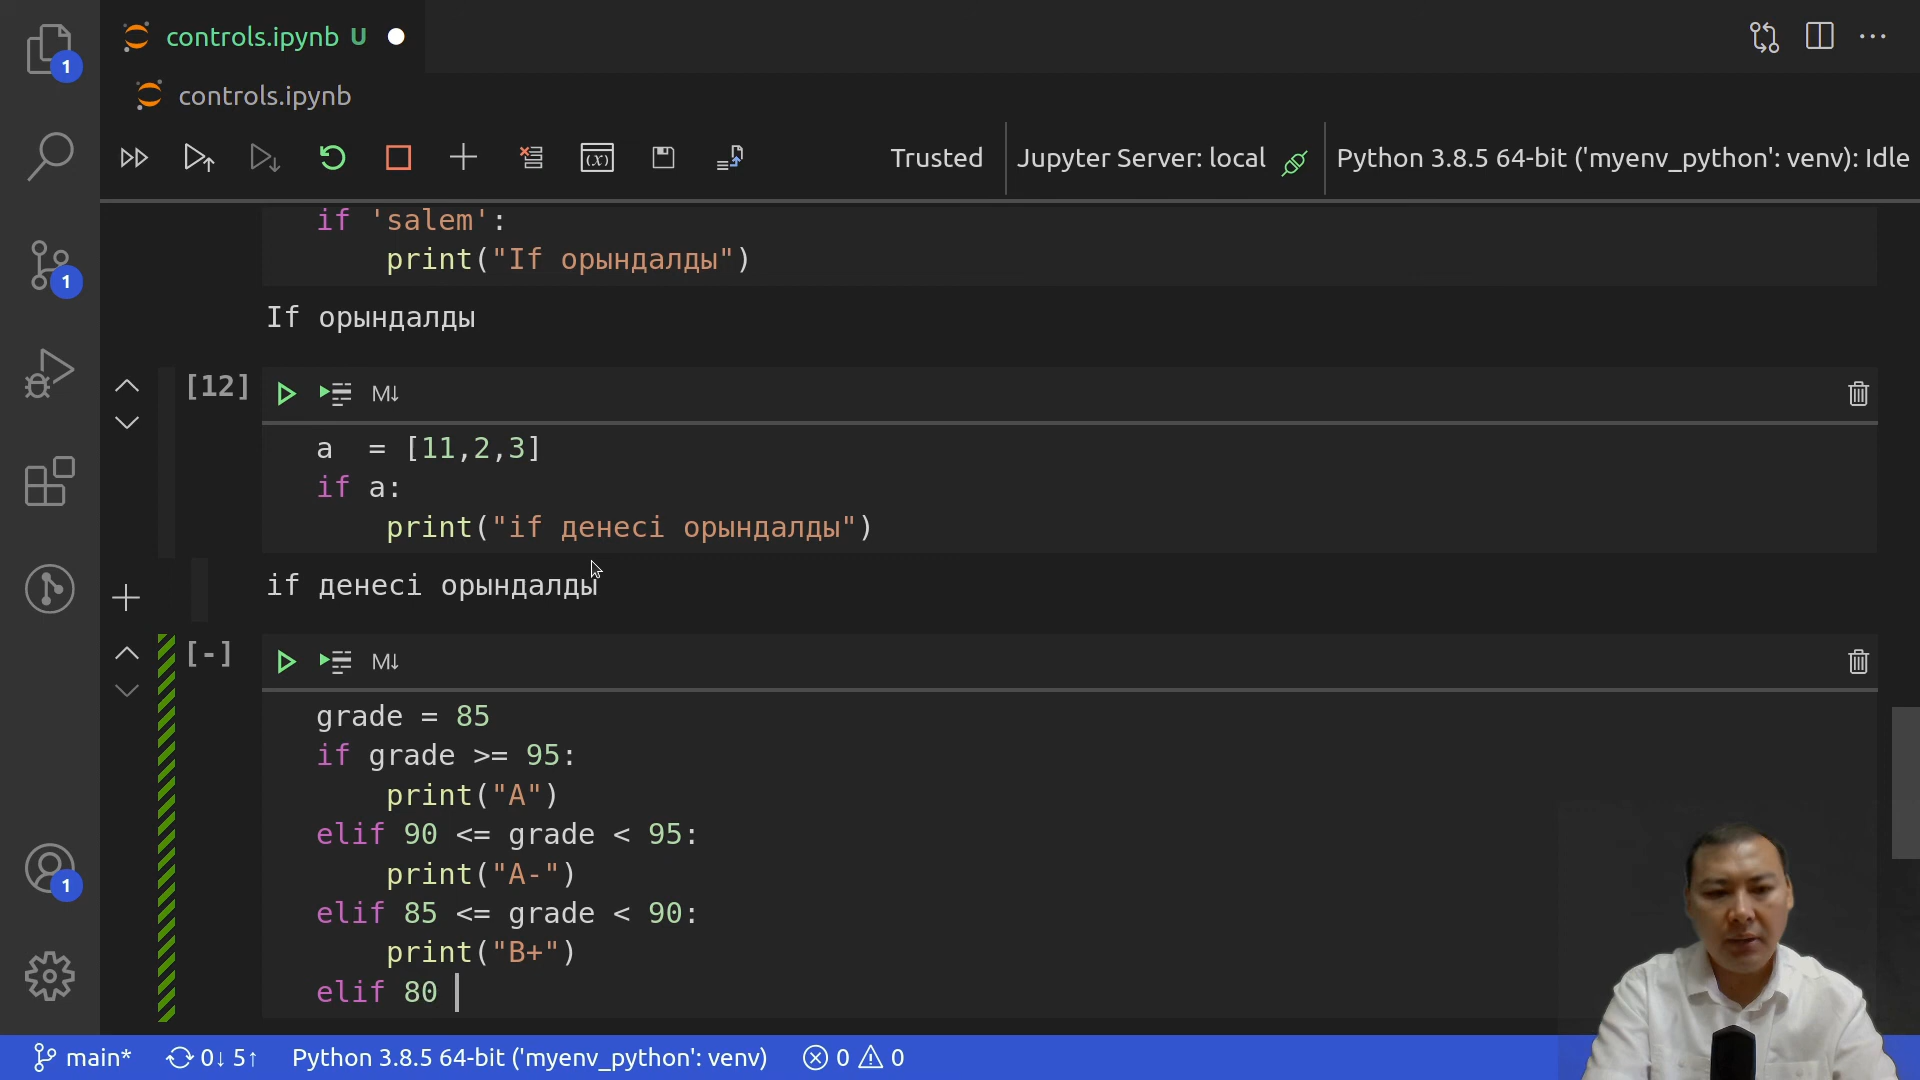 controls.ipynb U
controls.ipynb
Trusted
Jupyter Server: local
Python 3.8.5 64-bit ('myenv_python': venv): Idle
if 'salem':
    print("If орындалды")
If орындалды
[12]
M↓
a  = [11,2,3]
if a:
    print("if денесі орындалды")
if денесі орындалды
[-]
M↓
grade = 85
if grade >= 95:
    print("A")
elif 90 <= grade < 95:
    print("A-")
elif 85 <= grade < 90:
    print("B+")
elif 80
1
1
1
main*
0↓ 5↑
Python 3.8.5 64-bit ('myenv_python': venv)
0
0